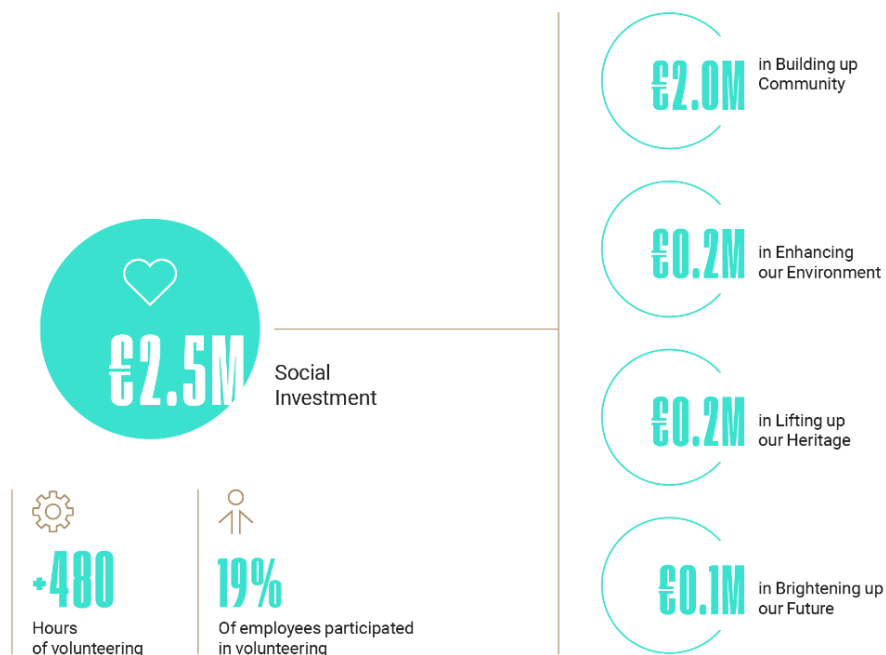 €2.5M
Social
Investment
+480
Hours
of volunteering
19%
Of employees participated
in volunteering
€2.0M
in Building up
Community
€0.2M
in Enhancing
our Environment
€0.2M
in Lifting up
our Heritage
€0.1M
in Brightening up
our Future